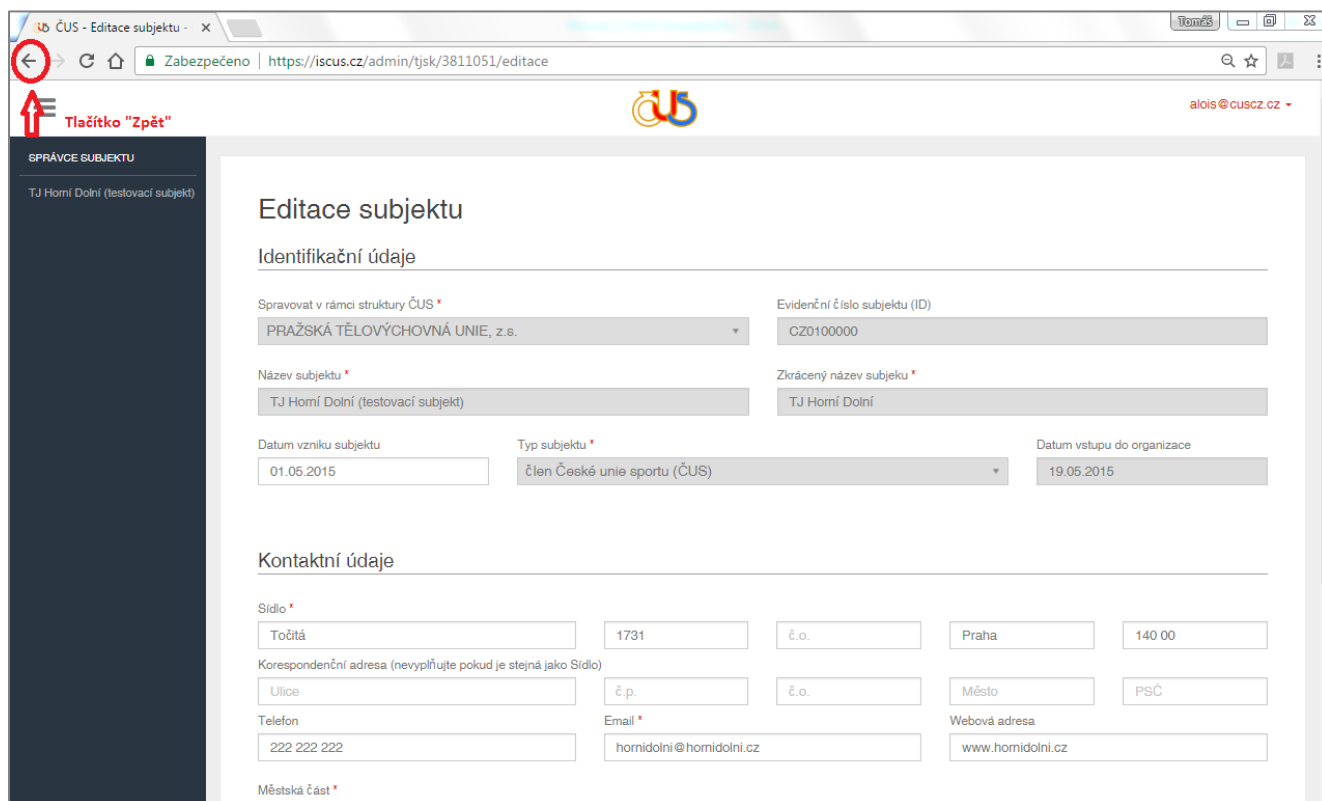 ČUS - Editace subjektu -
Tomáš
Zabezpečeno | https://iscus.cz/admin/tjsk/3811051/editace
Tlačítko "Zpět"
ČUS
alois@cuscz.cz
SPRÁVCE SUBJEKTU
TJ Horní Dolní (testovací subjekt)
Editace subjektu
Identifikační údaje
Spravovat v rámci struktury ČUS * Evidenční číslo subjektu (ID)
PRAŽSKÁ TĚLOVÝCHOVNÁ UNIE, z.s. CZ0100000
Název subjektu * Zkrácený název subjeku *
TJ Horní Dolní (testovací subjekt) TJ Horní Dolní
Datum vzniku subjektu Typ subjektu * Datum vstupu do organizace
01.05.2015 člen České unie sportu (ČUS) 19.05.2015
Kontaktní údaje
Sídlo *
Točitá 1731 č.o. Praha 140 00
Korespondenční adresa (nevyplňujte pokud je stejná jako Sídlo)
Ulice č.p. č.o. Město PSČ
Telefon Email * Webová adresa
222 222 222 hornidolni@hornidolni.cz www.hornidolni.cz
Městská část *